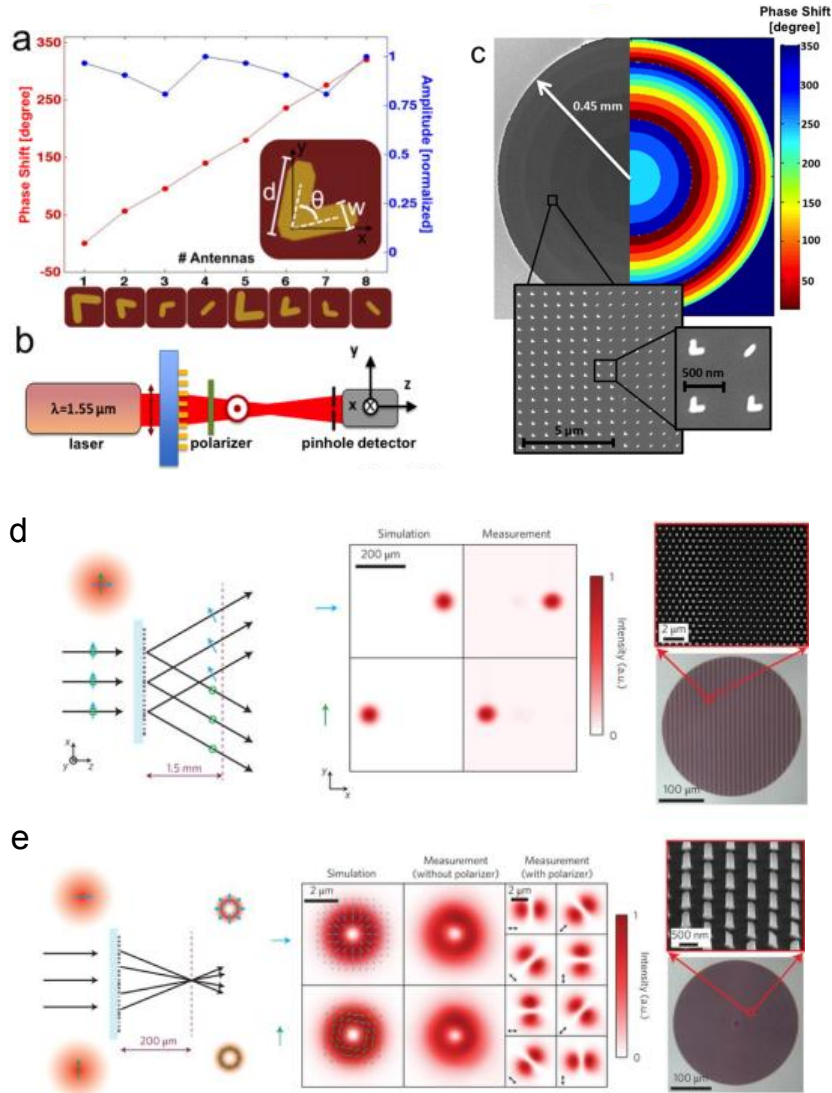 a
350
250
150
50
-50
Phase Shift [degree]
1
0.75
0.5
0.25
0
Amplitude [normalized]
d
y
θ
w
x
# Antennas
1 2 3 4 5 6 7 8
b
λ=1.55 μm
laser
polarizer
pinhole detector
y
x
z
c
0.45 mm
Phase Shift
[degree]
350
300
250
200
150
100
50
500 nm
5 μm
d
x
y z
1.5 mm
Simulation Measurement
200 μm
1
0
Intensity (a.u.)
y
x
2 μm
100 μm
e
200 μm
Simulation
Measurement
(without polarizer)
Measurement
(with polarizer)
2 μm
2 μm
1
0
Intensity (a.u.)
500 nm
100 μm